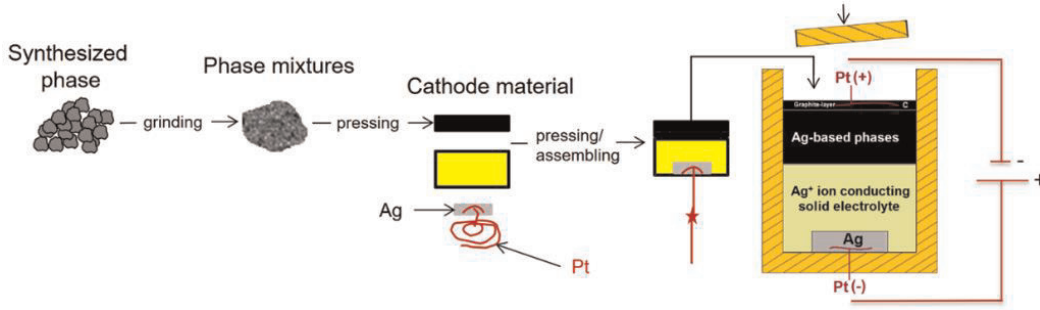 Synthesized
phase
grinding
Phase mixtures
pressing
Cathode material
Ag
Pt
pressing/
assembling
Pt(+)
Graphite-layer
C
Ag-based phases
Ag⁺ ion conducting
solid electrolyte
Ag
Pt(-)
-
+